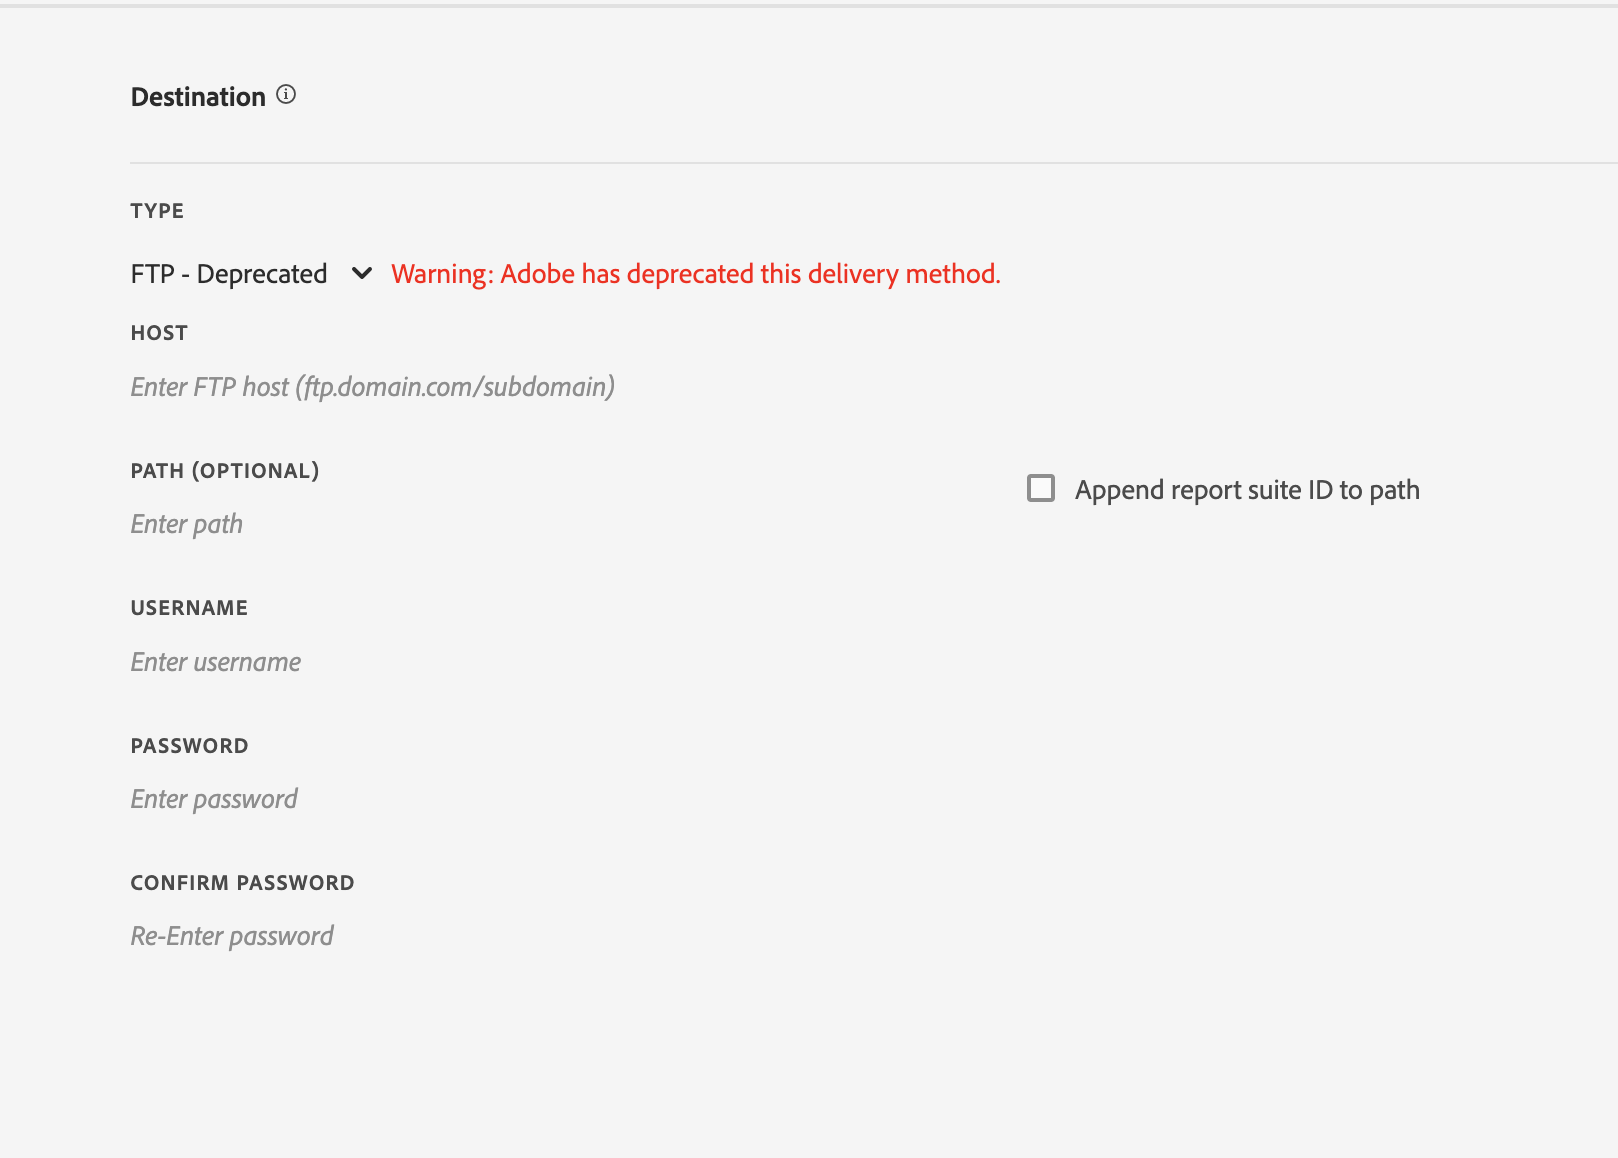 Destination
TYPE
FTP - Deprecated Warning: Adobe has deprecated this delivery method.
HOST
Enter FTP host (ftp.domain.com/subdomain)
PATH (OPTIONAL)
Append report suite ID to path
Enter path
USERNAME
Enter username
PASSWORD
Enter password
CONFIRM PASSWORD
Re-Enter password